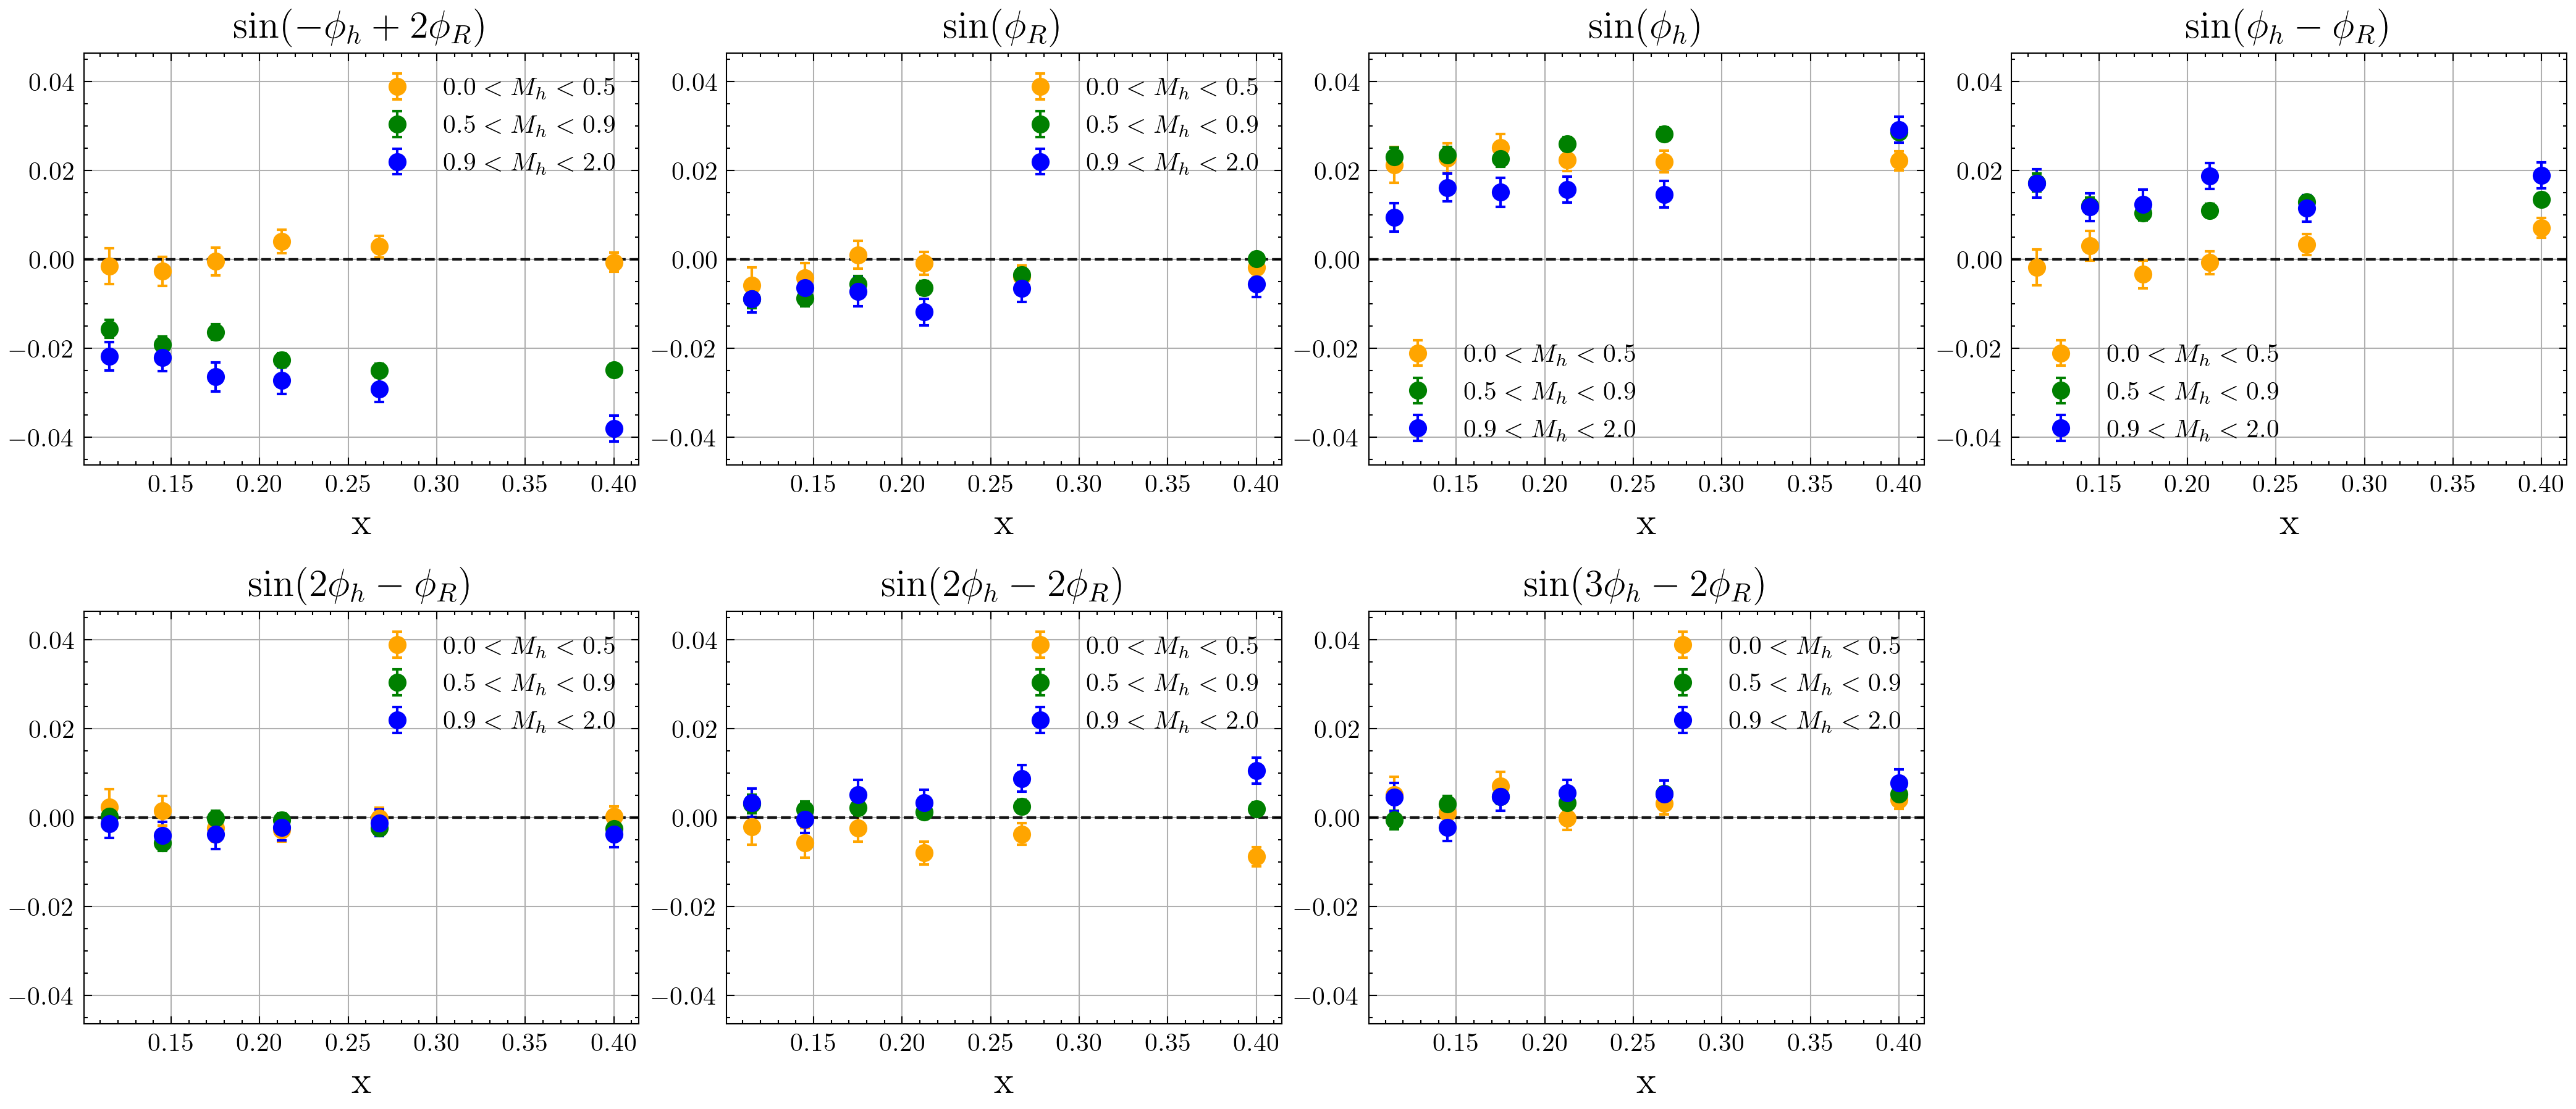 sin(−ϕ_h + 2ϕ_R)
0.04
0.02
0.00
−0.02
−0.04
0.0 < M_h < 0.5
0.5 < M_h < 0.9
0.9 < M_h < 2.0
0.15 0.20 0.25 0.30 0.35 0.40
x
sin(ϕ_R)
0.04
0.02
0.00
−0.02
−0.04
0.0 < M_h < 0.5
0.5 < M_h < 0.9
0.9 < M_h < 2.0
0.15 0.20 0.25 0.30 0.35 0.40
x
sin(ϕ_h)
0.04
0.02
0.00
−0.02
−0.04
0.0 < M_h < 0.5
0.5 < M_h < 0.9
0.9 < M_h < 2.0
0.15 0.20 0.25 0.30 0.35 0.40
x
sin(ϕ_h − ϕ_R)
0.04
0.02
0.00
−0.02
−0.04
0.0 < M_h < 0.5
0.5 < M_h < 0.9
0.9 < M_h < 2.0
0.15 0.20 0.25 0.30 0.35 0.40
x
sin(2ϕ_h − ϕ_R)
0.04
0.02
0.00
−0.02
−0.04
0.0 < M_h < 0.5
0.5 < M_h < 0.9
0.9 < M_h < 2.0
0.15 0.20 0.25 0.30 0.35 0.40
x
sin(2ϕ_h − 2ϕ_R)
0.04
0.02
0.00
−0.02
−0.04
0.0 < M_h < 0.5
0.5 < M_h < 0.9
0.9 < M_h < 2.0
0.15 0.20 0.25 0.30 0.35 0.40
x
sin(3ϕ_h − 2ϕ_R)
0.04
0.02
0.00
−0.02
−0.04
0.0 < M_h < 0.5
0.5 < M_h < 0.9
0.9 < M_h < 2.0
0.15 0.20 0.25 0.30 0.35 0.40
x